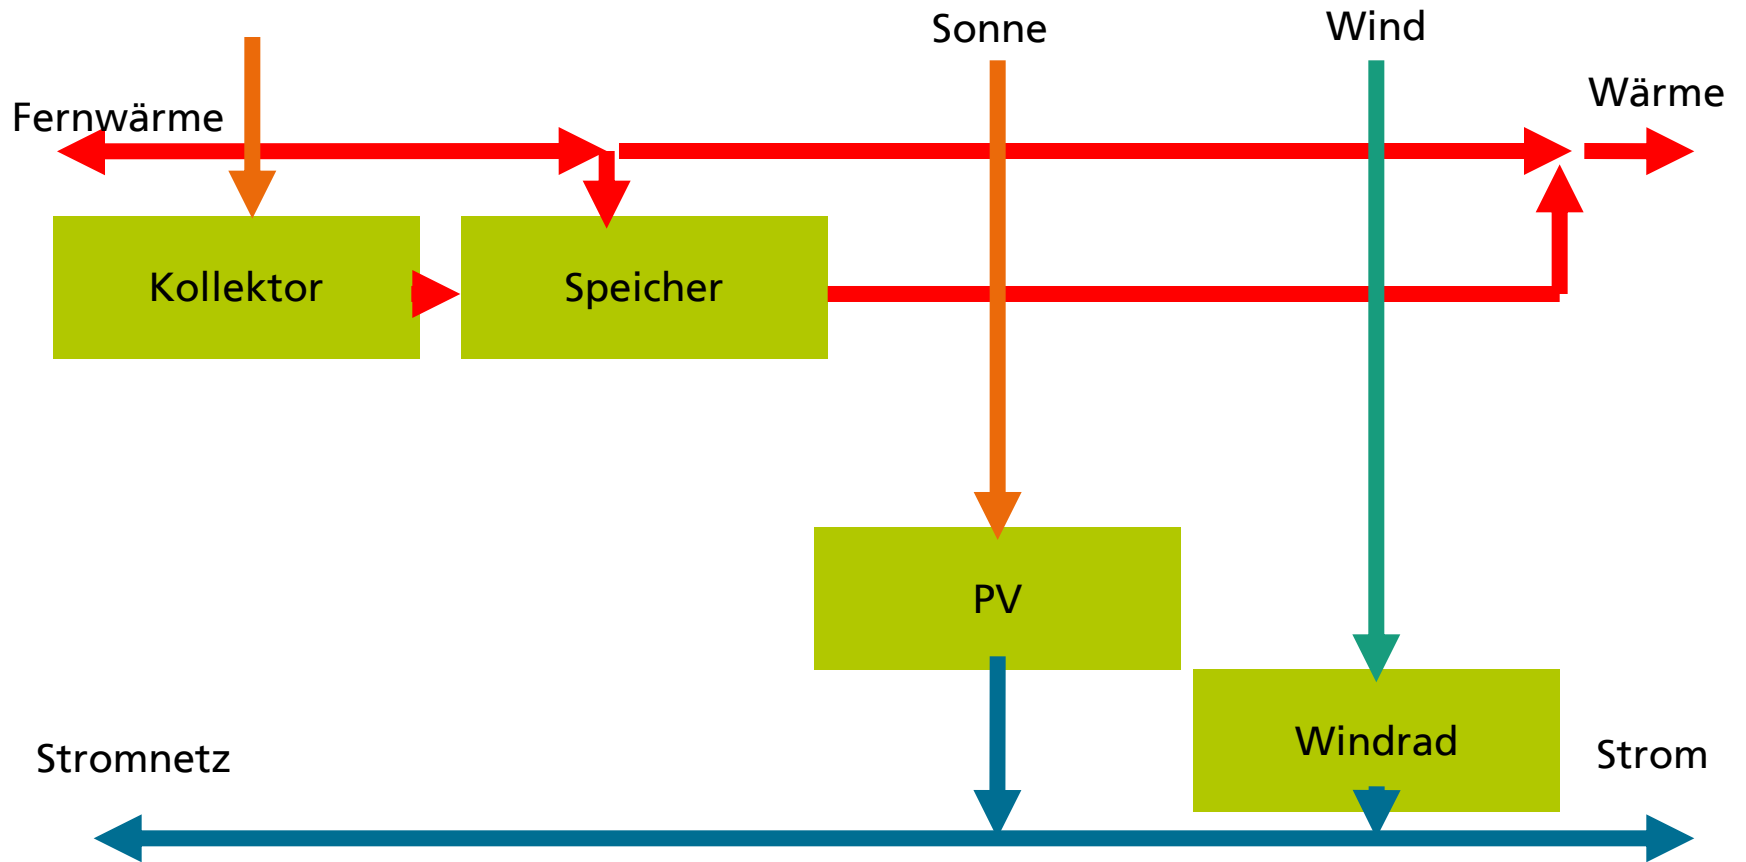 Sonne
Wind
Wärme
Fernwärme
Kollektor
Speicher
PV
Windrad
Stromnetz
Strom